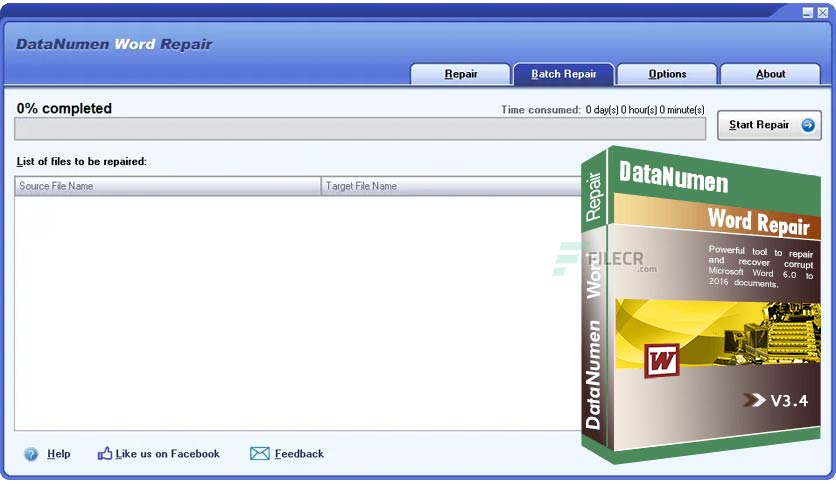 DataNumen Word Repair
Repair
Batch Repair
Options
About
0% completed
Time consumed: 0 day(s) 0 hour(s) 0 minute(s)
Start Repair
List of files to be repaired:
Source File Name
Target File Name
DataNumen
Word Repair
Powerful tool to repair
and recover corrupt
Microsoft Word 6.0 to
2016 documents.
W
V3.4
DataNumen Word Repair
FILECR
.com
Help
Like us on Facebook
Feedback